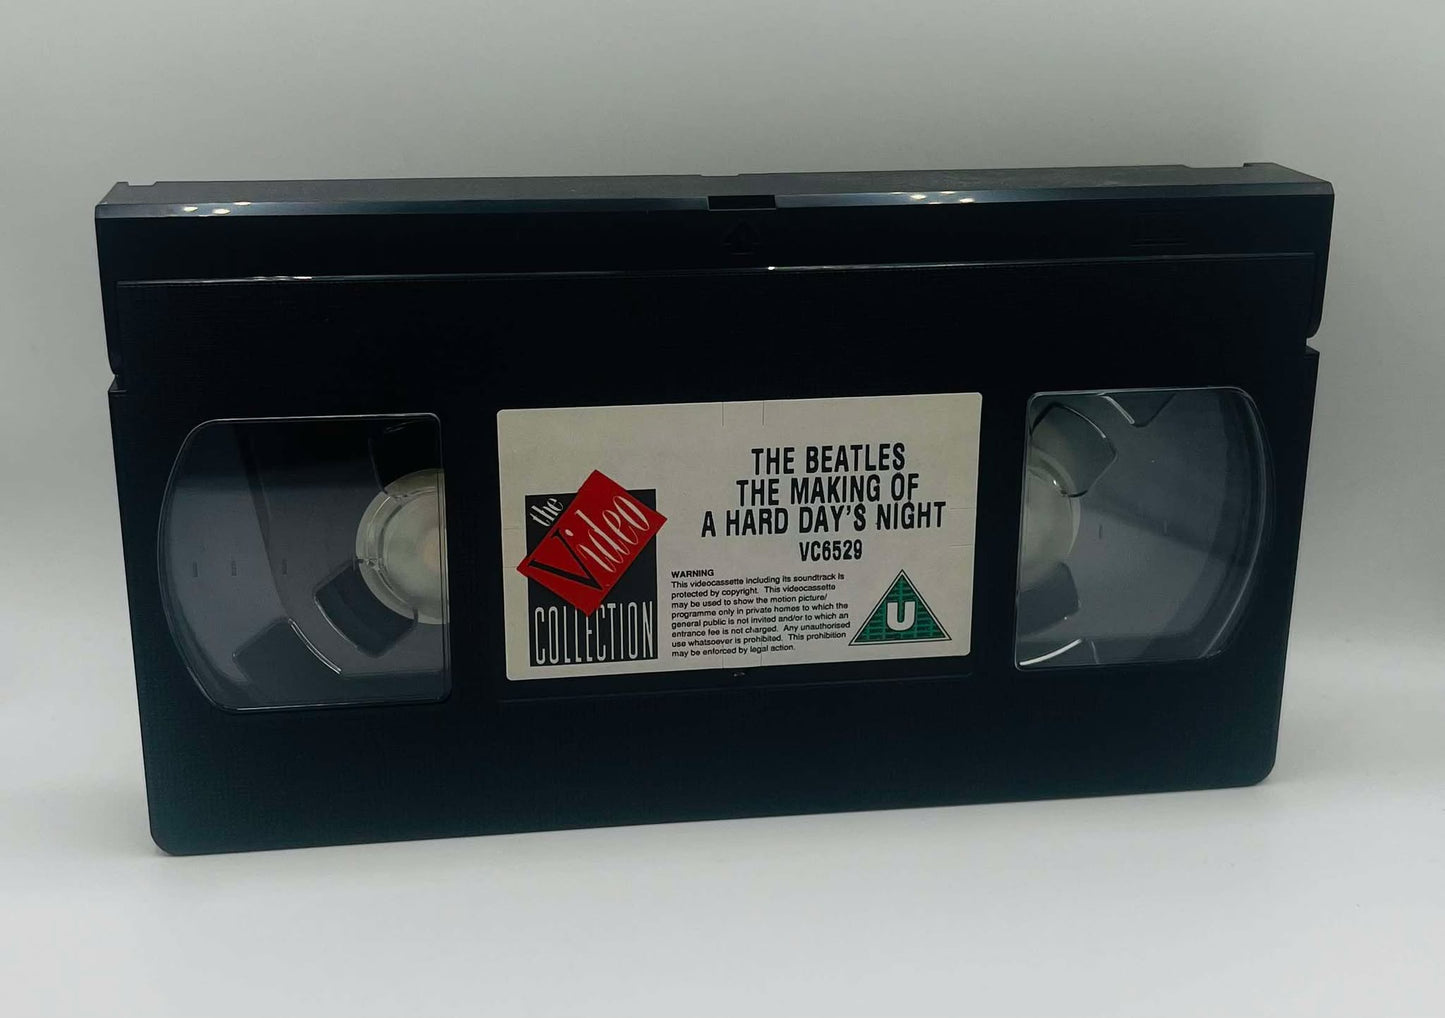 the
Video
COLLECTION
THE BEATLES
THE MAKING OF
A HARD DAY'S NIGHT
VC6529
WARNING
This videocassette including its soundtrack is
protected by copyright. This videocassette
may be used to show the motion picture/
programme only in private homes to which the
general public is not invited and/or to which an
entrance fee is not charged. Any unauthorised
use whatsoever is prohibited. This prohibition
may be enforced by legal action.
U